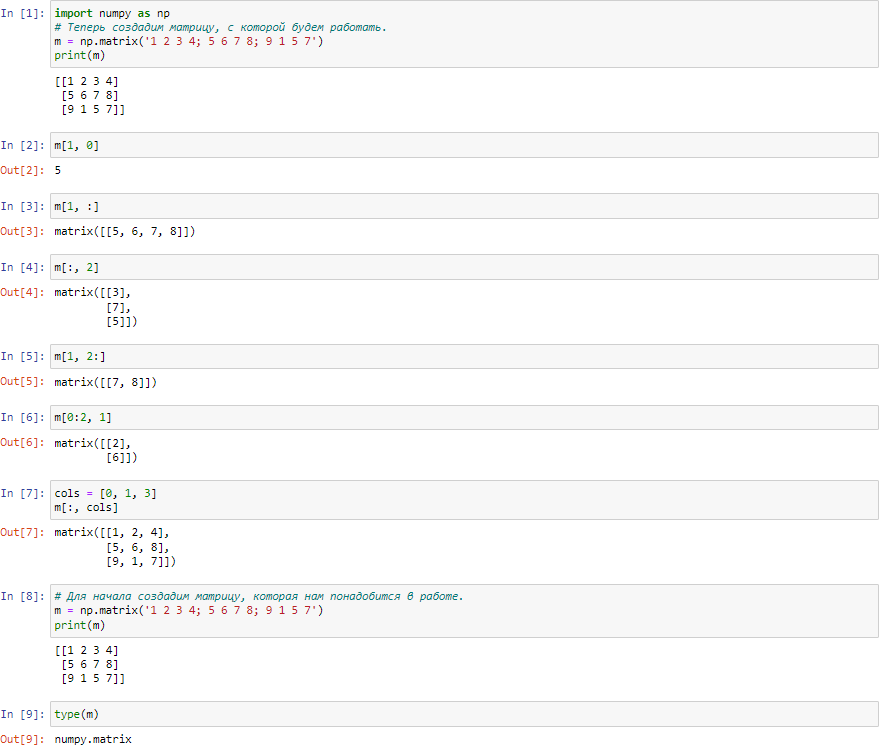 In [1]: import numpy as np
# Теперь создадим матрицу, с которой будем работать.
m = np.matrix('1 2 3 4; 5 6 7 8; 9 1 5 7')
print(m)
[[1 2 3 4]
[5 6 7 8]
[9 1 5 7]]
In [2]: m[1, 0]
Out[2]: 5
In [3]: m[1, :]
Out[3]: matrix([[5, 6, 7, 8]])
In [4]: m[:, 2]
Out[4]: matrix([[3],
[7],
[5]])
In [5]: m[1, 2:]
Out[5]: matrix([[7, 8]])
In [6]: m[0:2, 1]
Out[6]: matrix([[2],
[6]])
In [7]: cols = [0, 1, 3]
m[:, cols]
Out[7]: matrix([[1, 2, 4],
[5, 6, 8],
[9, 1, 7]])
In [8]: # Для начала создадим матрицу, которая нам понадобится в работе.
m = np.matrix('1 2 3 4; 5 6 7 8; 9 1 5 7')
print(m)
[[1 2 3 4]
[5 6 7 8]
[9 1 5 7]]
In [9]: type(m)
Out[9]: numpy.matrix